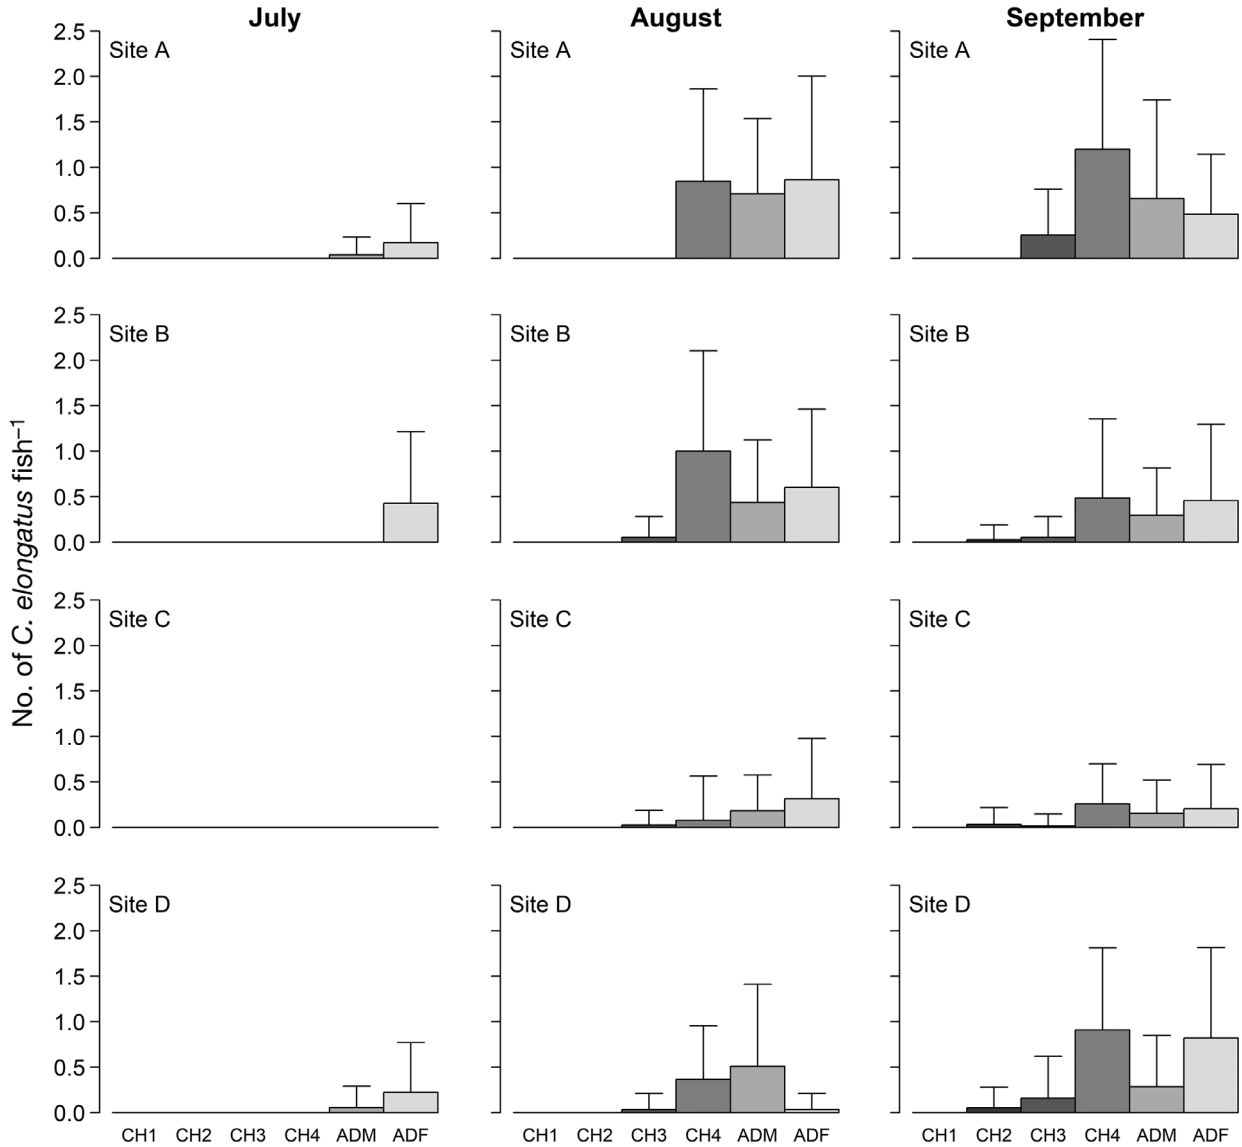 July August September
No. of C. elongatus fish⁻¹
2.5 Site A Site A Site A
2.0
1.5
1.0
0.5
0.0
2.5 Site B Site B Site B
2.0
1.5
1.0
0.5
0.0
2.5 Site C Site C Site C
2.0
1.5
1.0
0.5
0.0
2.5 Site D Site D Site D
2.0
1.5
1.0
0.5
0.0
CH1 CH2 CH3 CH4 ADM ADF CH1 CH2 CH3 CH4 ADM ADF CH1 CH2 CH3 CH4 ADM ADF